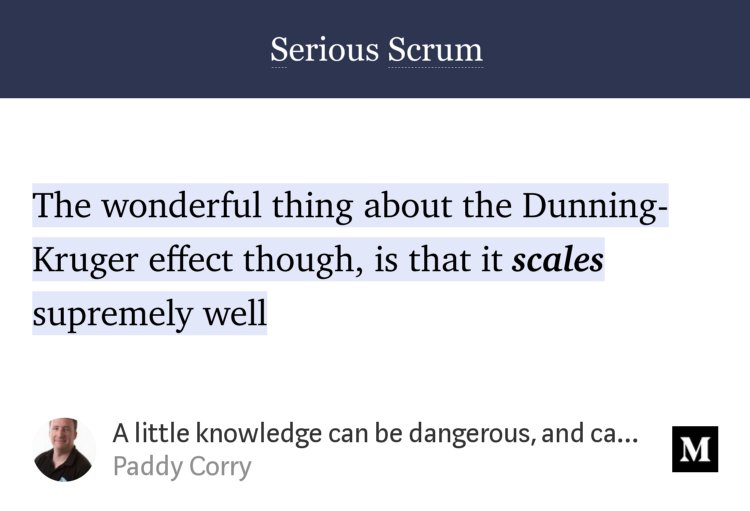 Serious Scrum
The wonderful thing about the Dunning-
Kruger effect though, is that it scales
supremely well
A little knowledge can be dangerous, and ca...
Paddy Corry
M